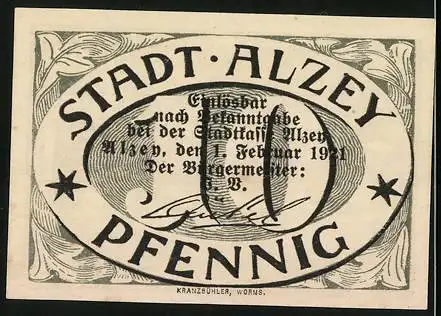 STADT · ALZEY
50
Einlösbar
nach Bekanntgabe
bei der Stadtkasse Alzey
Alzey, den 1. Februar 1921
Der Bürgermeister:
J. V.
PFENNIG
KRANZBÜHLER, WORMS.